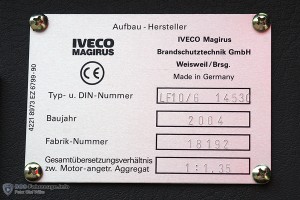 Aufbau - Hersteller
IVECO
MAGIRUS
IVECO Magirus
Brandschutztechnik GmbH
Weisweil/Brsg.
Made in Germany
CE
Typ- u. DIN-Nummer LF10/6 14530
Baujahr 2004
Fabrik-Nummer 18192
Gesamtübersetzungsverhältnis
zw. Motor-angetr. Aggregat 1:1.35
4221 8973 EZ 6799-90